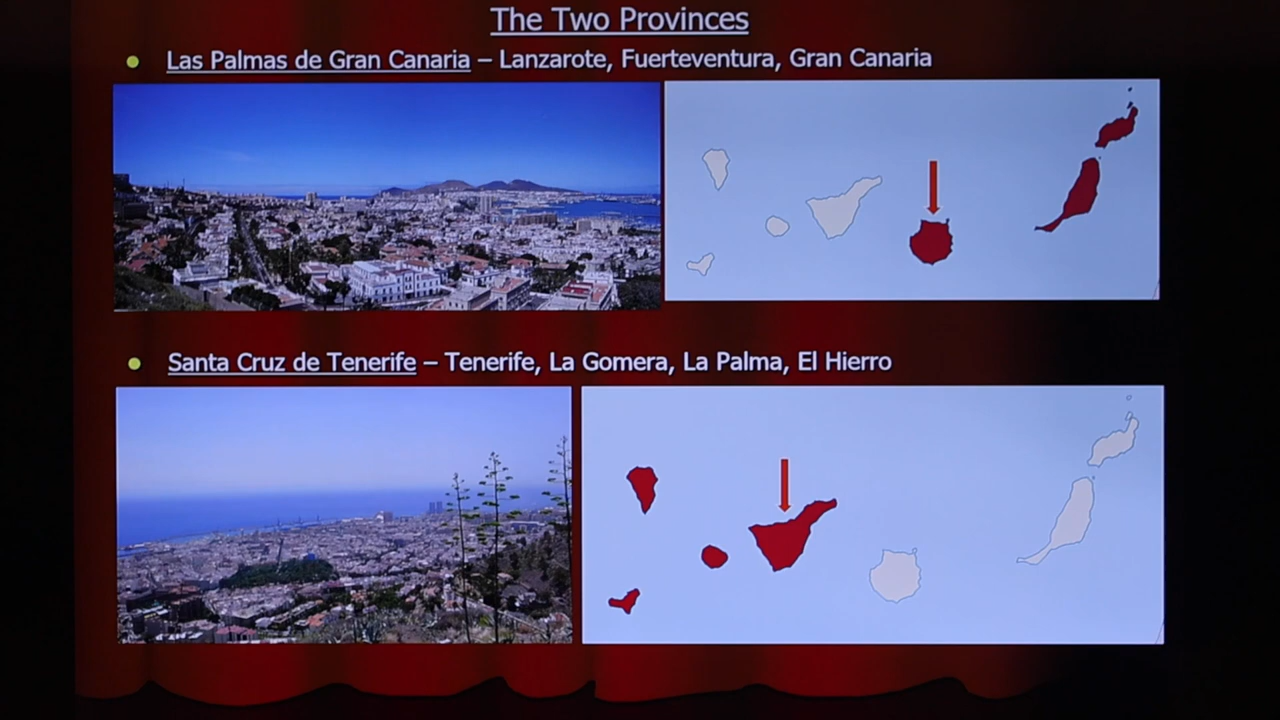 The Two Provinces
Las Palmas de Gran Canaria – Lanzarote, Fuerteventura, Gran Canaria
Santa Cruz de Tenerife – Tenerife, La Gomera, La Palma, El Hierro